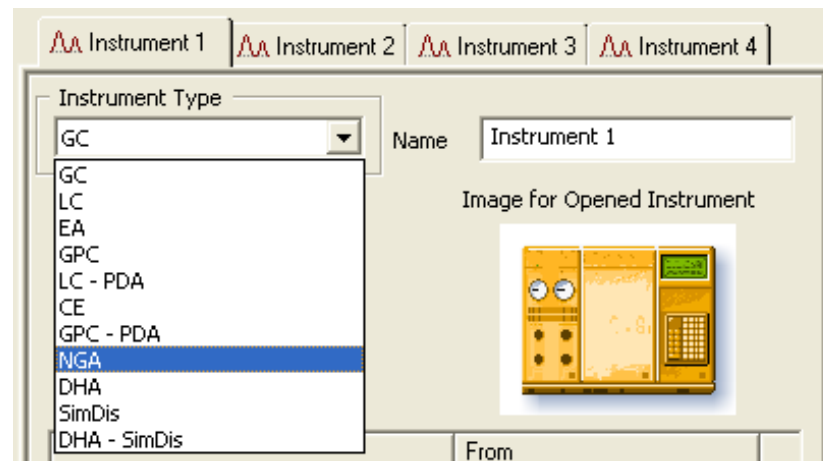 Instrument 1 Instrument 2 Instrument 3 Instrument 4
Instrument Type
GC Name Instrument 1
GC
LC
EA
GPC
LC - PDA
CE
GPC - PDA
NGA
DHA
SimDis
DHA - SimDis
Image for Opened Instrument
From